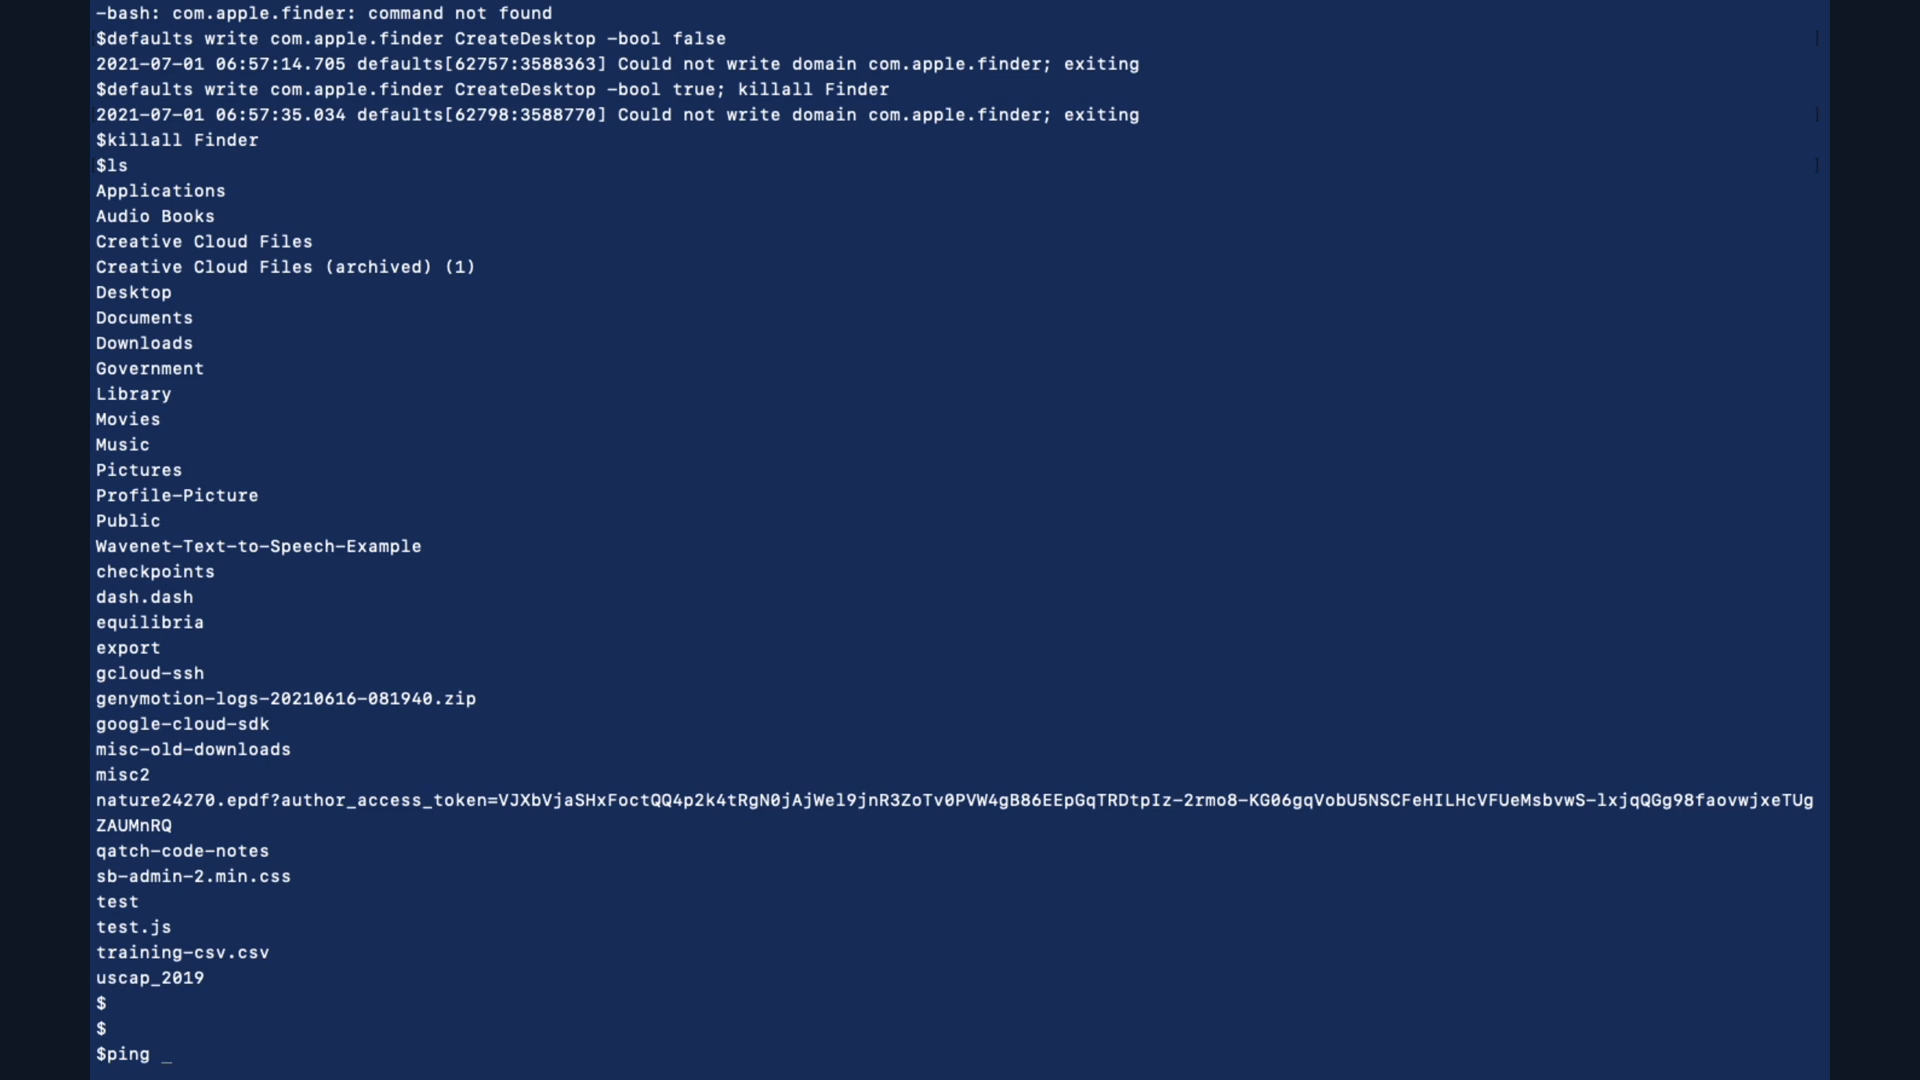 -bash: com.apple.finder: command not found
$defaults write com.apple.finder CreateDesktop -bool false
2021-07-01 06:57:14.705 defaults[62757:3588363] Could not write domain com.apple.finder; exiting
$defaults write com.apple.finder CreateDesktop -bool true; killall Finder
2021-07-01 06:57:35.034 defaults[62798:3588770] Could not write domain com.apple.finder; exiting
$killall Finder
$ls
Applications
Audio Books
Creative Cloud Files
Creative Cloud Files (archived) (1)
Desktop
Documents
Downloads
Government
Library
Movies
Music
Pictures
Profile-Picture
Public
Wavenet-Text-to-Speech-Example
checkpoints
dash.dash
equilibria
export
gcloud-ssh
genymotion-logs-20210616-081940.zip
google-cloud-sdk
misc-old-downloads
misc2
nature24270.epdf?author_access_token=VJXbVjaSHxFoctQQ4p2k4tRgN0jAjWel9jnR3ZoTv0PVW4gB86EEpGqTRDtpIz-2rmo8-KG06gqVobU5NSCFeHILHcVFUeMsbvwS-lxjqQGg98faovwjxeTUg
ZAUMnRQ
qatch-code-notes
sb-admin-2.min.css
test
test.js
training-csv.csv
uscap_2019
$
$
$ping _